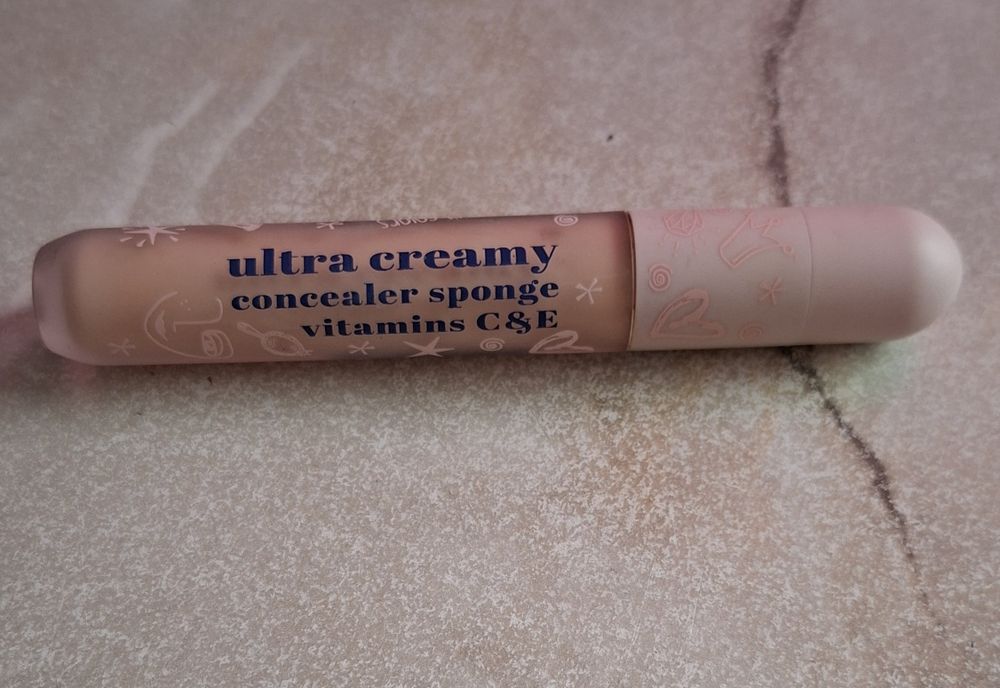 ultra creamy
concealer sponge
vitamins C&E